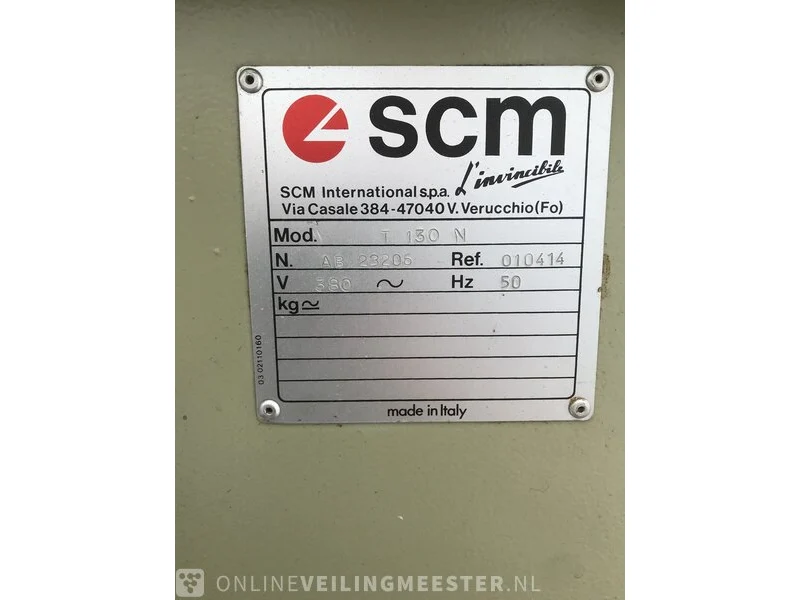 scm
L'invincibile
SCM International s.p.a.
Via Casale 384-47040 V. Verucchio (Fo)
Mod. T 130 N
N. AB 23205 Ref. 010414
V 380 ~ Hz 50
kg ≃
03 02110160
made in Italy
ONLINEVEILINGMEESTER.NL